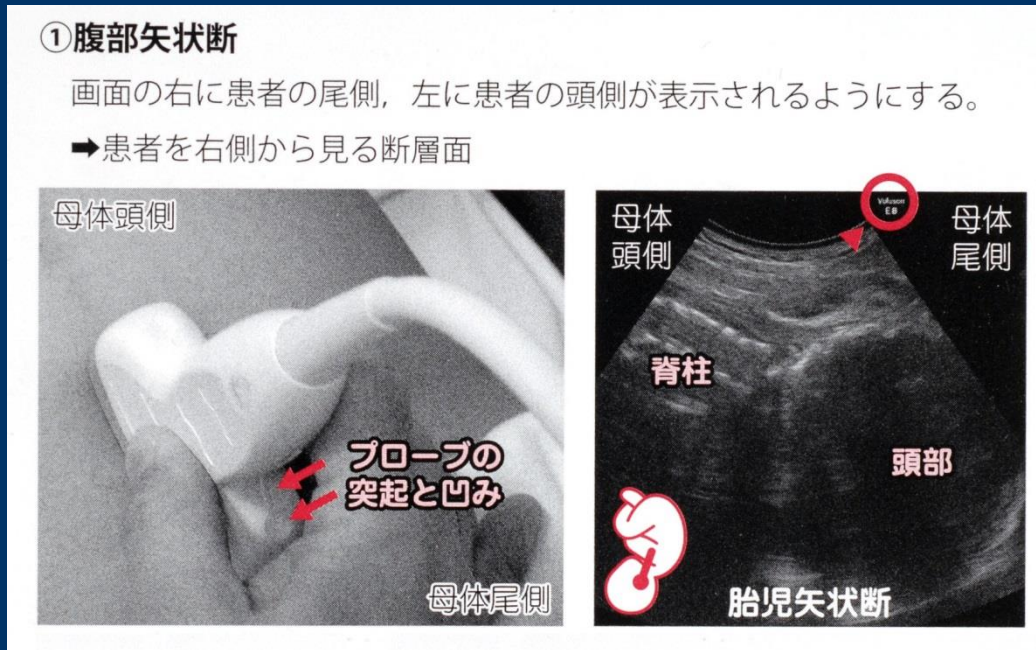 ①腹部矢状断
画面の右に患者の尾側，左に患者の頭側が表示されるようにする。
➡患者を右側から見る断層面
母体頭側
プローブの
突起と凹み
母体尾側
母体
頭側
Voluson
E8
母体
尾側
脊柱
頭部
胎児矢状断